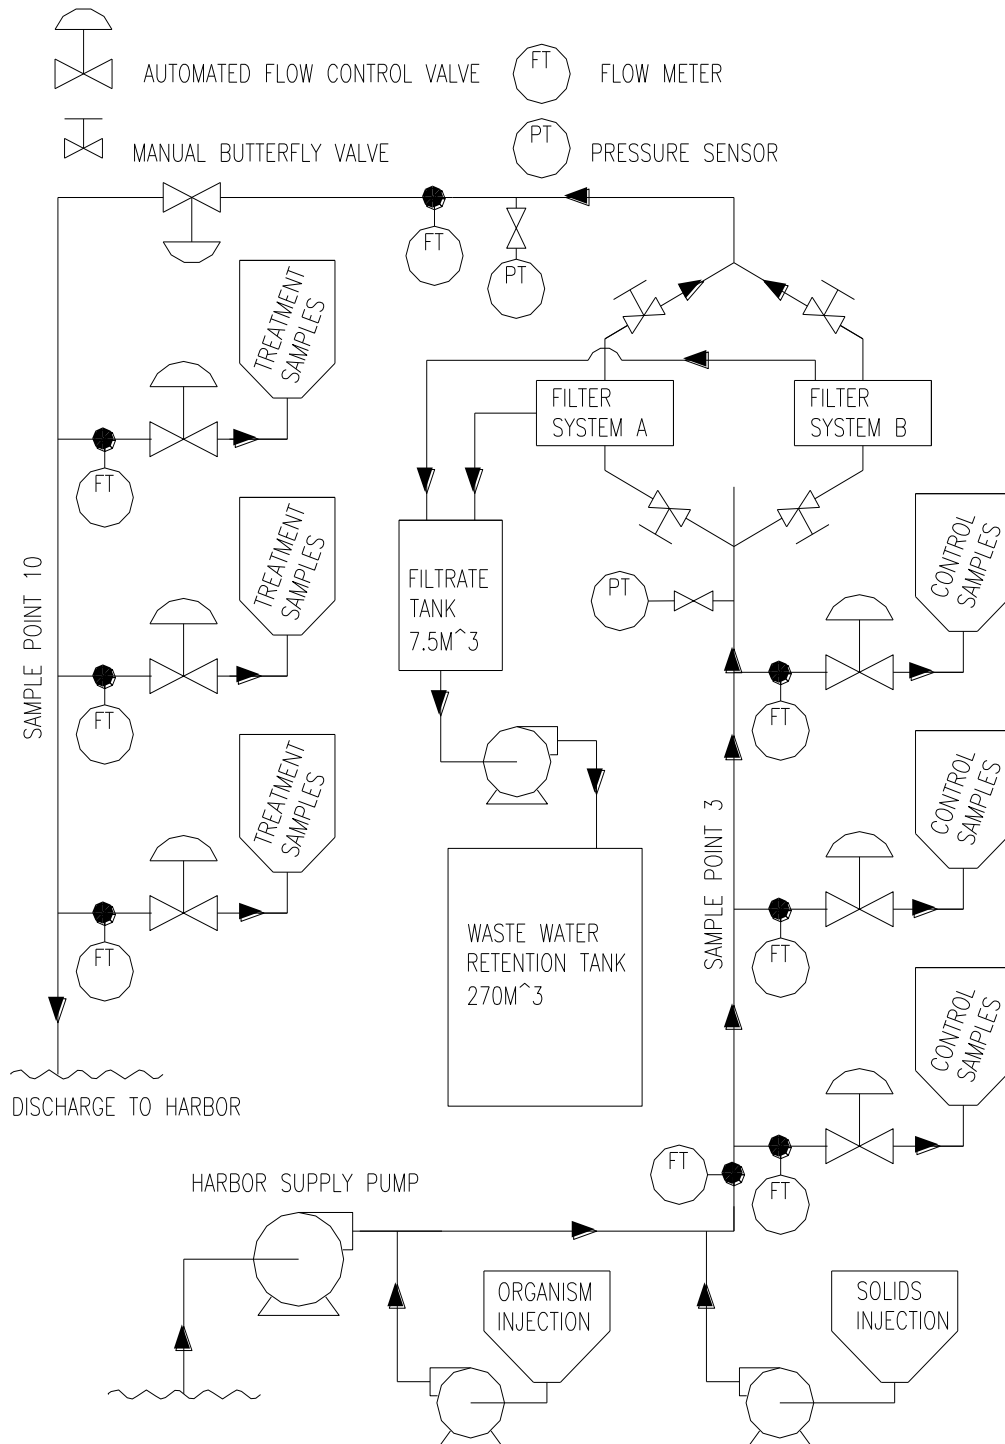 FT
AUTOMATED FLOW CONTROL VALVE
FLOW METER
PT
MANUAL BUTTERFLY VALVE
PRESSURE SENSOR
FT
PT
TREATMENT
SAMPLES
FILTER
SYSTEM A
FILTER
SYSTEM B
FT
TREATMENT
SAMPLES
CONTROL
SAMPLES
SAMPLE POINT 10
FILTRATE
TANK
7.5M^3
PT
FT
FT
TREATMENT
SAMPLES
CONTROL
SAMPLES
SAMPLE POINT 3
WASTE WATER
RETENTION TANK
270M^3
FT
FT
CONTROL
SAMPLES
DISCHARGE TO HARBOR
FT
FT
HARBOR SUPPLY PUMP
ORGANISM
INJECTION
SOLIDS
INJECTION